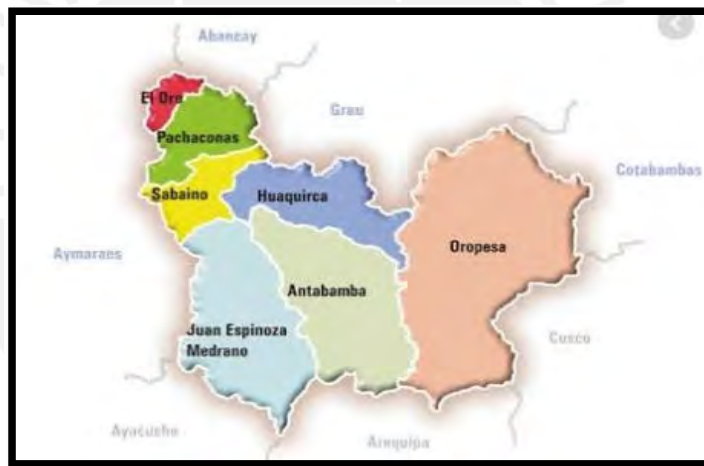 Abancay
El Oro
Grau
Pachaconas
Cotabambas
Sabaino
Huaquirca
Aymaraes
Oropesa
Antabamba
Juan Espinoza
Medrano
Cusco
Ayacucho
Arequipa